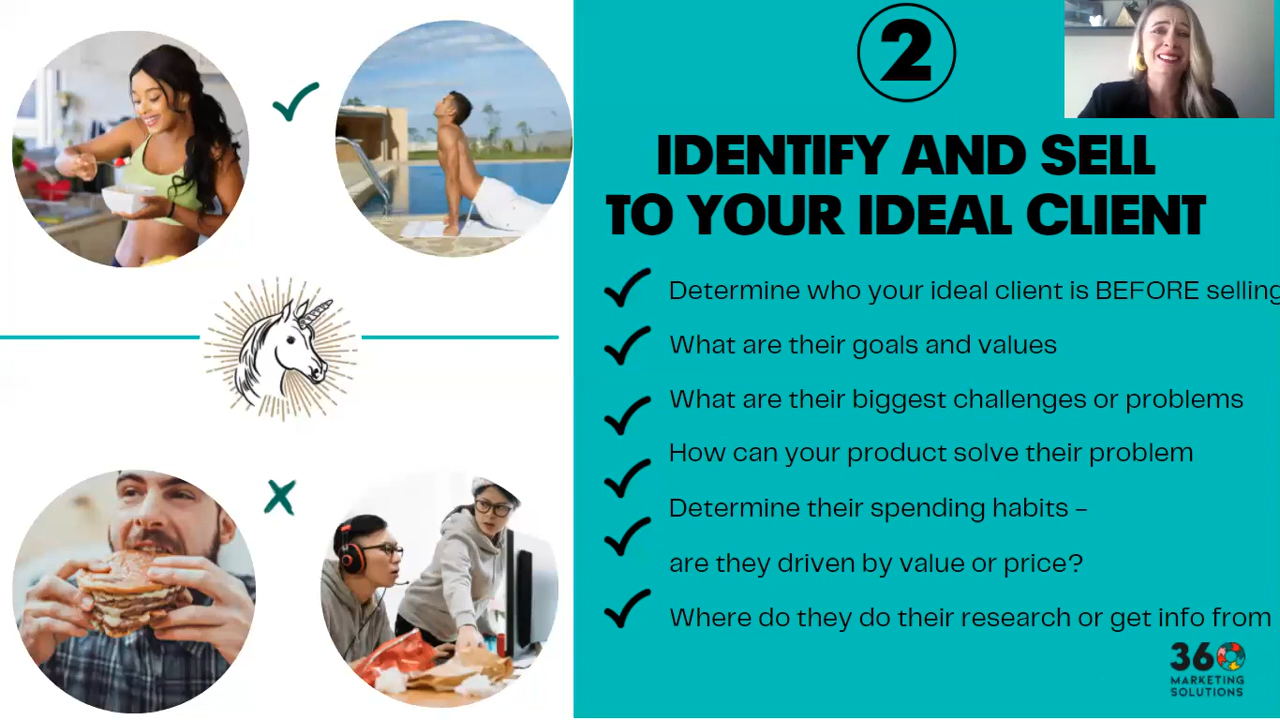 2
IDENTIFY AND SELL
TO YOUR IDEAL CLIENT
Determine who your ideal client is BEFORE selling
What are their goals and values
What are their biggest challenges or problems
How can your product solve their problem
Determine their spending habits –
are they driven by value or price?
Where do they do their research or get info from
360
MARKETING
SOLUTIONS